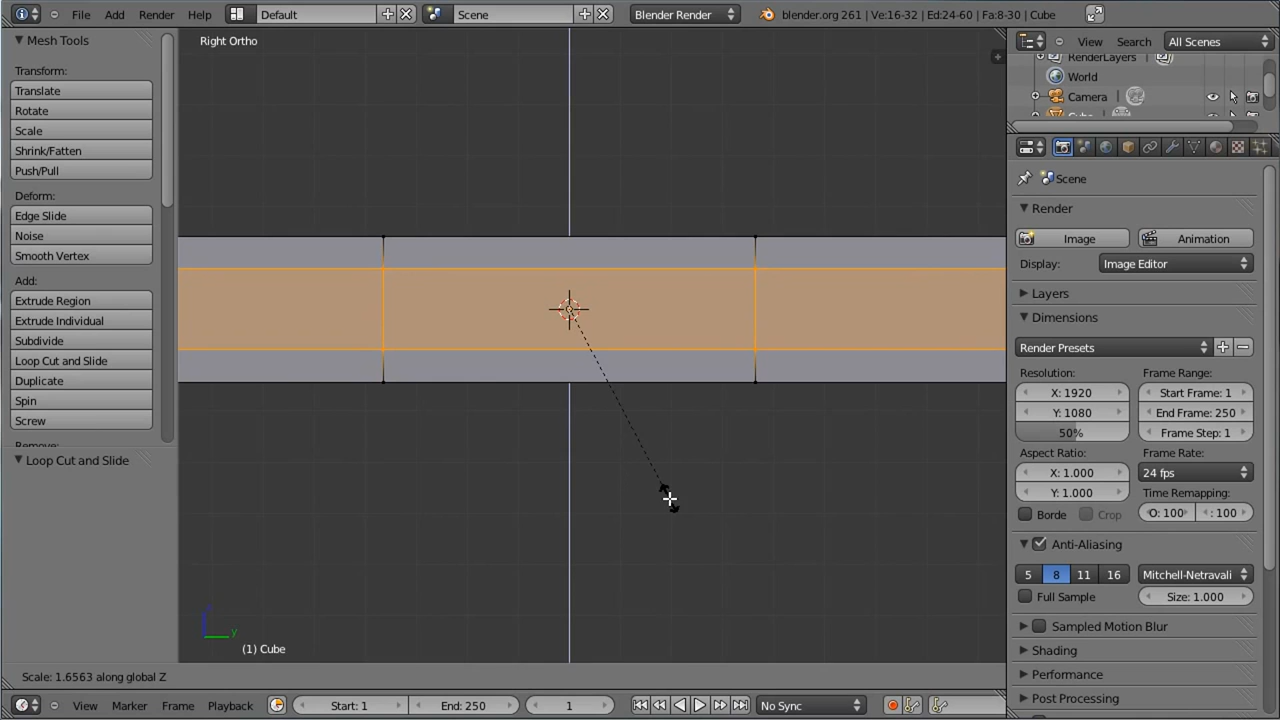 File Add Render Help Default Scene Blender Render blender.org 261 | Ve:16-32 | Ed:24-60 | Fa:8-30 | Cube
Mesh Tools
Transform:
Translate
Rotate
Scale
Shrink/Fatten
Push/Pull
Deform:
Edge Slide
Noise
Smooth Vertex
Add:
Extrude Region
Extrude Individual
Subdivide
Loop Cut and Slide
Duplicate
Spin
Screw
Remove:
Loop Cut and Slide
Right Ortho
y
(1) Cube
Scale: 1.6563 along global Z
View Marker Frame Playback Start: 1 End: 250 1 No Sync
View Search All Scenes
RenderLayers |
World
Camera |
Scene
Render
Image Animation
Display: Image Editor
Layers
Dimensions
Render Presets
Resolution: Frame Range:
X: 1920 Start Frame: 1
Y: 1080 End Frame: 250
50% Frame Step: 1
Aspect Ratio: Frame Rate:
X: 1.000 24 fps
Y: 1.000 Time Remapping:
Borde Crop O: 100 : 100
Anti-Aliasing
5 8 11 16 Mitchell-Netravali
Full Sample Size: 1.000
Sampled Motion Blur
Shading
Performance
Post Processing